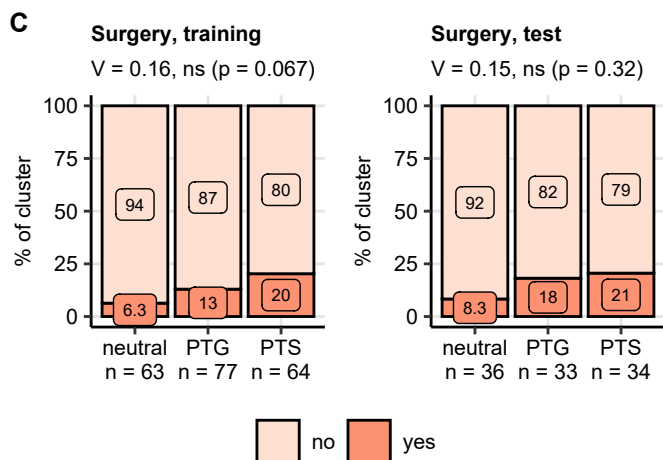 C
Surgery, training
V = 0.16, ns (p = 0.067)
% of cluster
100
75
50
25
0
94
87
80
6.3
13
20
neutral PTG PTS
n = 63 n = 77 n = 64
Surgery, test
V = 0.15, ns (p = 0.32)
% of cluster
100
75
50
25
0
92
82
79
8.3
18
21
neutral PTG PTS
n = 36 n = 33 n = 34
no yes